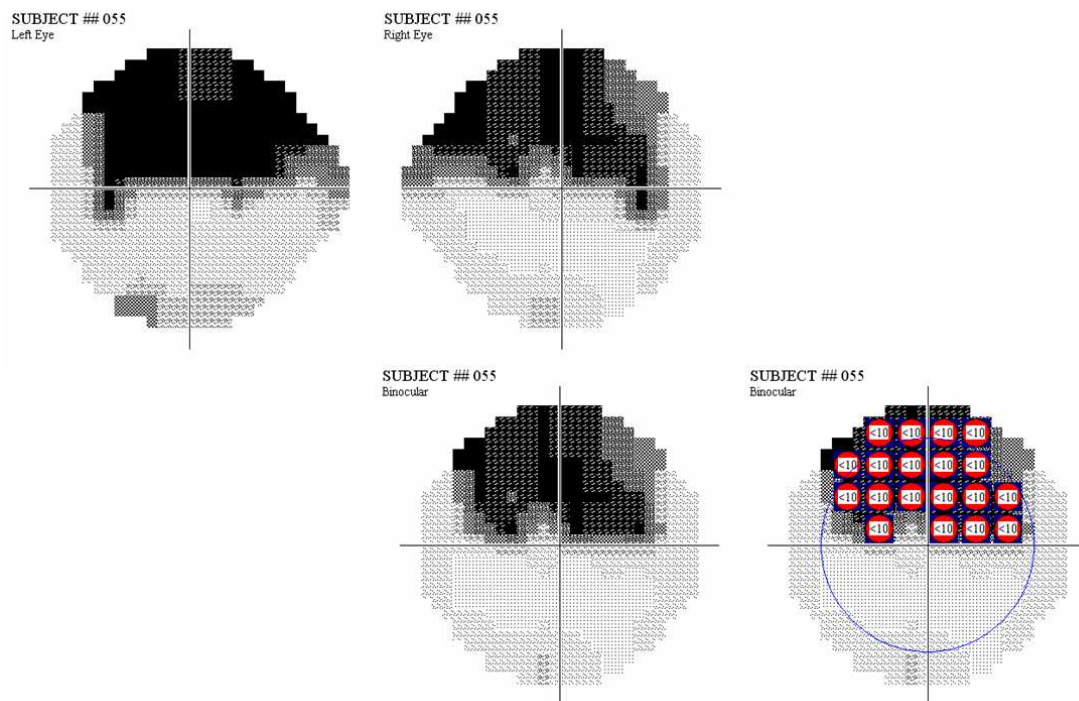 SUBJECT ## 055
Left Eye
SUBJECT ## 055
Right Eye
SUBJECT ## 055
Binocular
SUBJECT ## 055
Binocular
<10 <10 <10 <10
<10 <10 <10 <10 <10
<10 <10 <10 <10 <10 <10
<10 <10 <10 <10